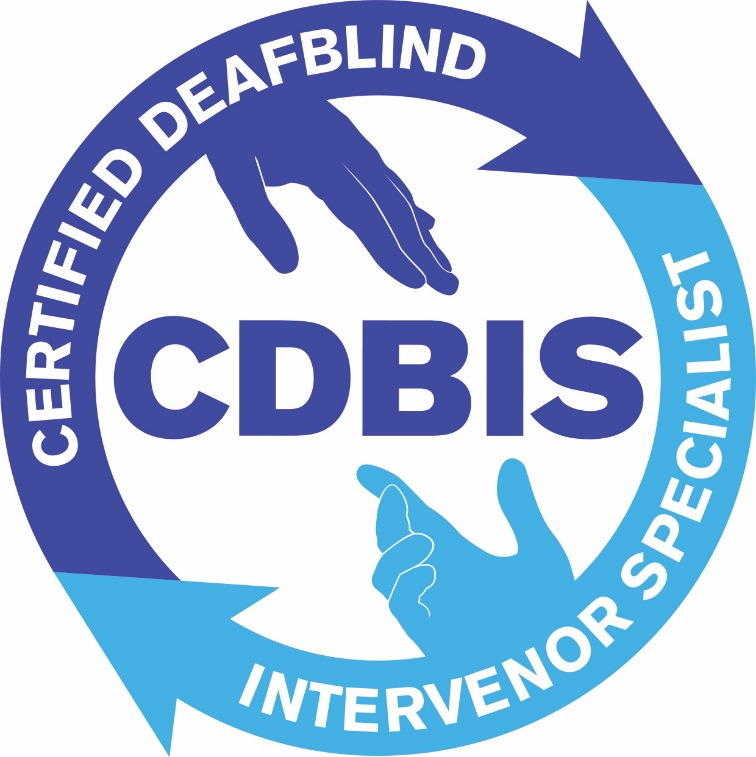 CERTIFIED DEAFBLIND
CDBIS
INTERVENOR SPECIALIST